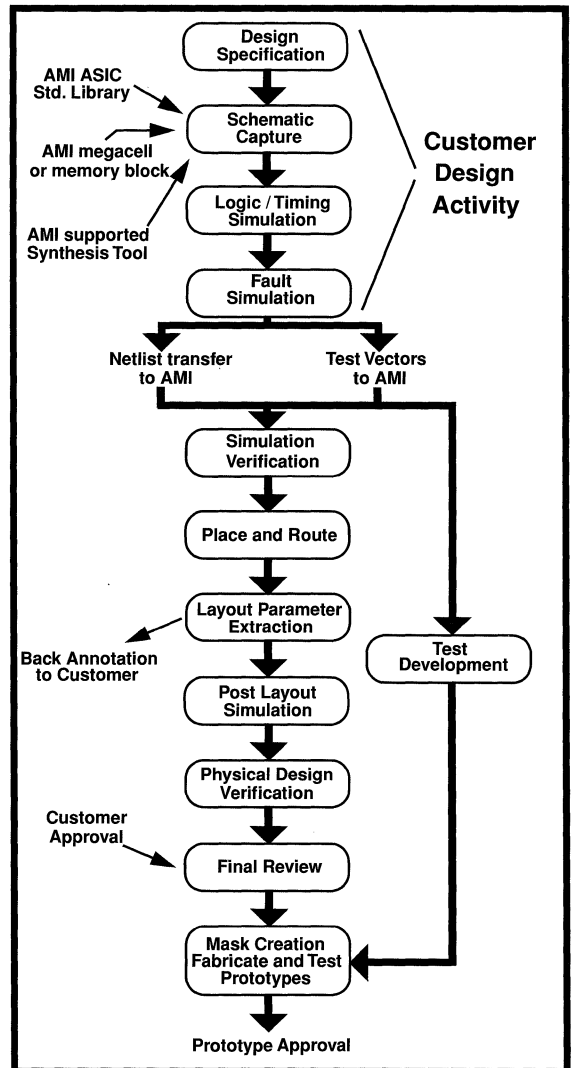 Design
Specification
AMI ASIC
Std. Library
Schematic
Capture
AMI megacell
or memory block
Customer
Design
Activity
Logic / Timing
Simulation
AMI supported
Synthesis Tool
Fault
Simulation
Netlist transfer
to AMI
Test Vectors
to AMI
Simulation
Verification
Place and Route
Layout Parameter
Extraction
Back Annotation
to Customer
Test
Development
Post Layout
Simulation
Physical Design
Verification
Customer
Approval
Final Review
Mask Creation
Fabricate and Test
Prototypes
Prototype Approval